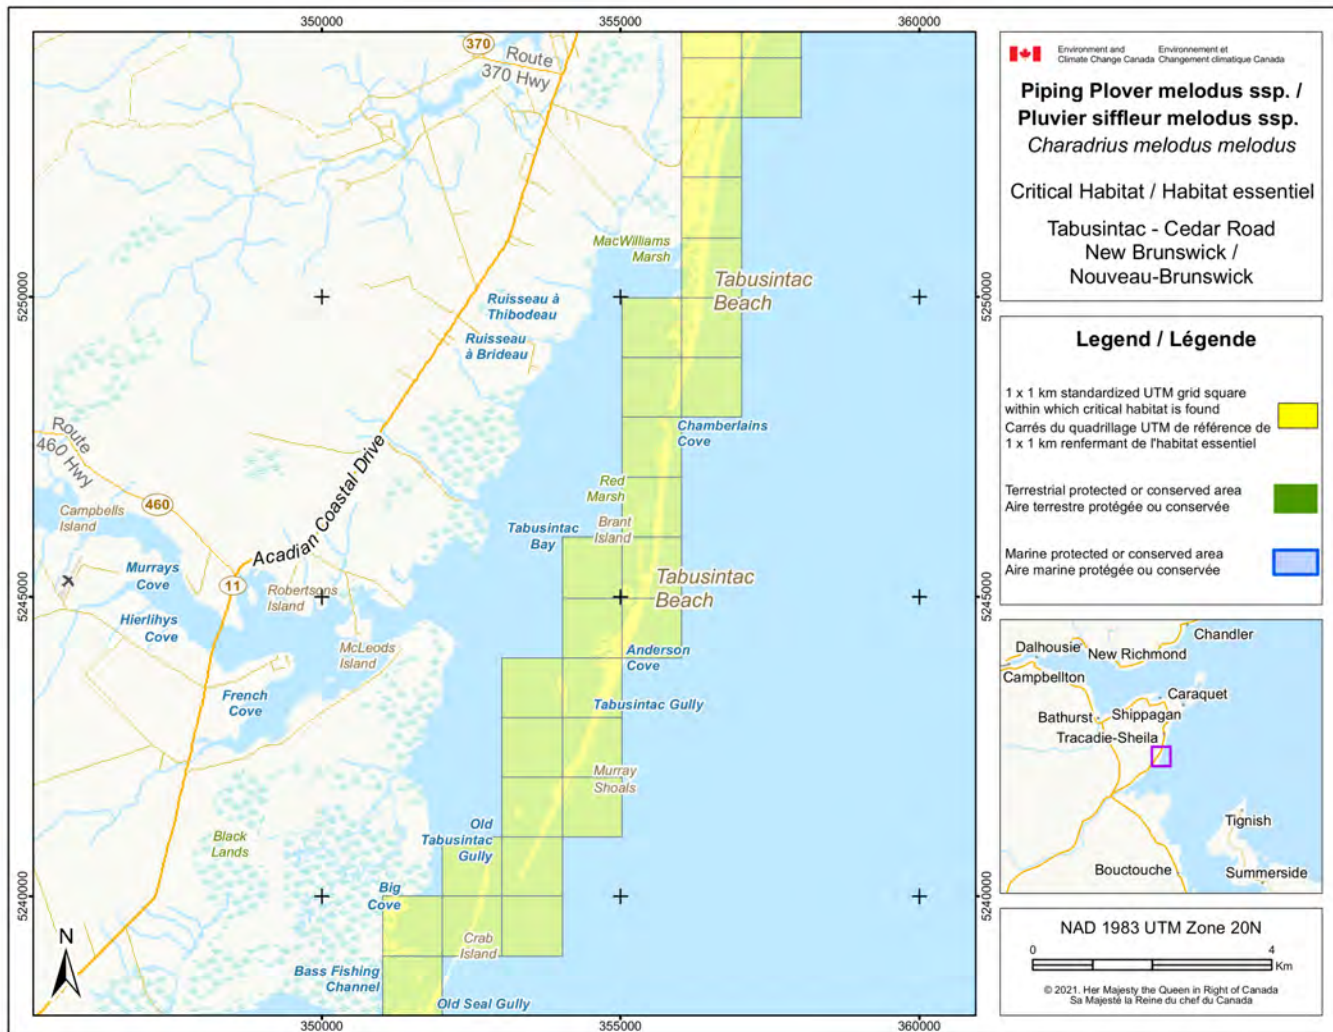 350000
355000
360000
370
Route
370 Hwy
MacWilliams
Marsh
Tabusintac
Beach
5250000
5250000
Ruisseau à
Thibodeau
Ruisseau
à Brideau
Chamberlains
Cove
Route
460 Hwy
460
Campbells
Island
Acadian Coastal Drive
Red
Marsh
Brant
Island
Tabusintac
Bay
Murrays
Cove
11
Robertsons
Island
Tabusintac
Beach
5245000
5245000
Hierlihys
Cove
McLeods
Island
Anderson
Cove
French
Cove
Tabusintac Gully
Murray
Shoals
Black
Lands
Old
Tabusintac
Gully
Big
Cove
5240000
5240000
Crab
Island
N
Bass Fishing
Channel
Old Seal Gully
350000
355000
360000
Environment and
Climate Change Canada
Environnement et
Changement climatique Canada
Piping Plover melodus ssp. /
Pluvier siffleur melodus ssp.
Charadrius melodus melodus
Critical Habitat / Habitat essentiel
Tabusintac - Cedar Road
New Brunswick /
Nouveau-Brunswick
Legend / Légende
1 x 1 km standardized UTM grid square
within which critical habitat is found
Carrés du quadrillage UTM de référence de
1 x 1 km renfermant de l'habitat essentiel
Terrestrial protected or conserved area
Aire terrestre protégée ou conservée
Marine protected or conserved area
Aire marine protégée ou conservée
Chandler
Dalhousie
New Richmond
Campbellton
Caraquet
Bathurst
Shippagan
Tracadie-Sheila
Tignish
Bouctouche
Summerside
NAD 1983 UTM Zone 20N
0
4
Km
© 2021. Her Majesty the Queen in Right of Canada
Sa Majesté la Reine du chef du Canada